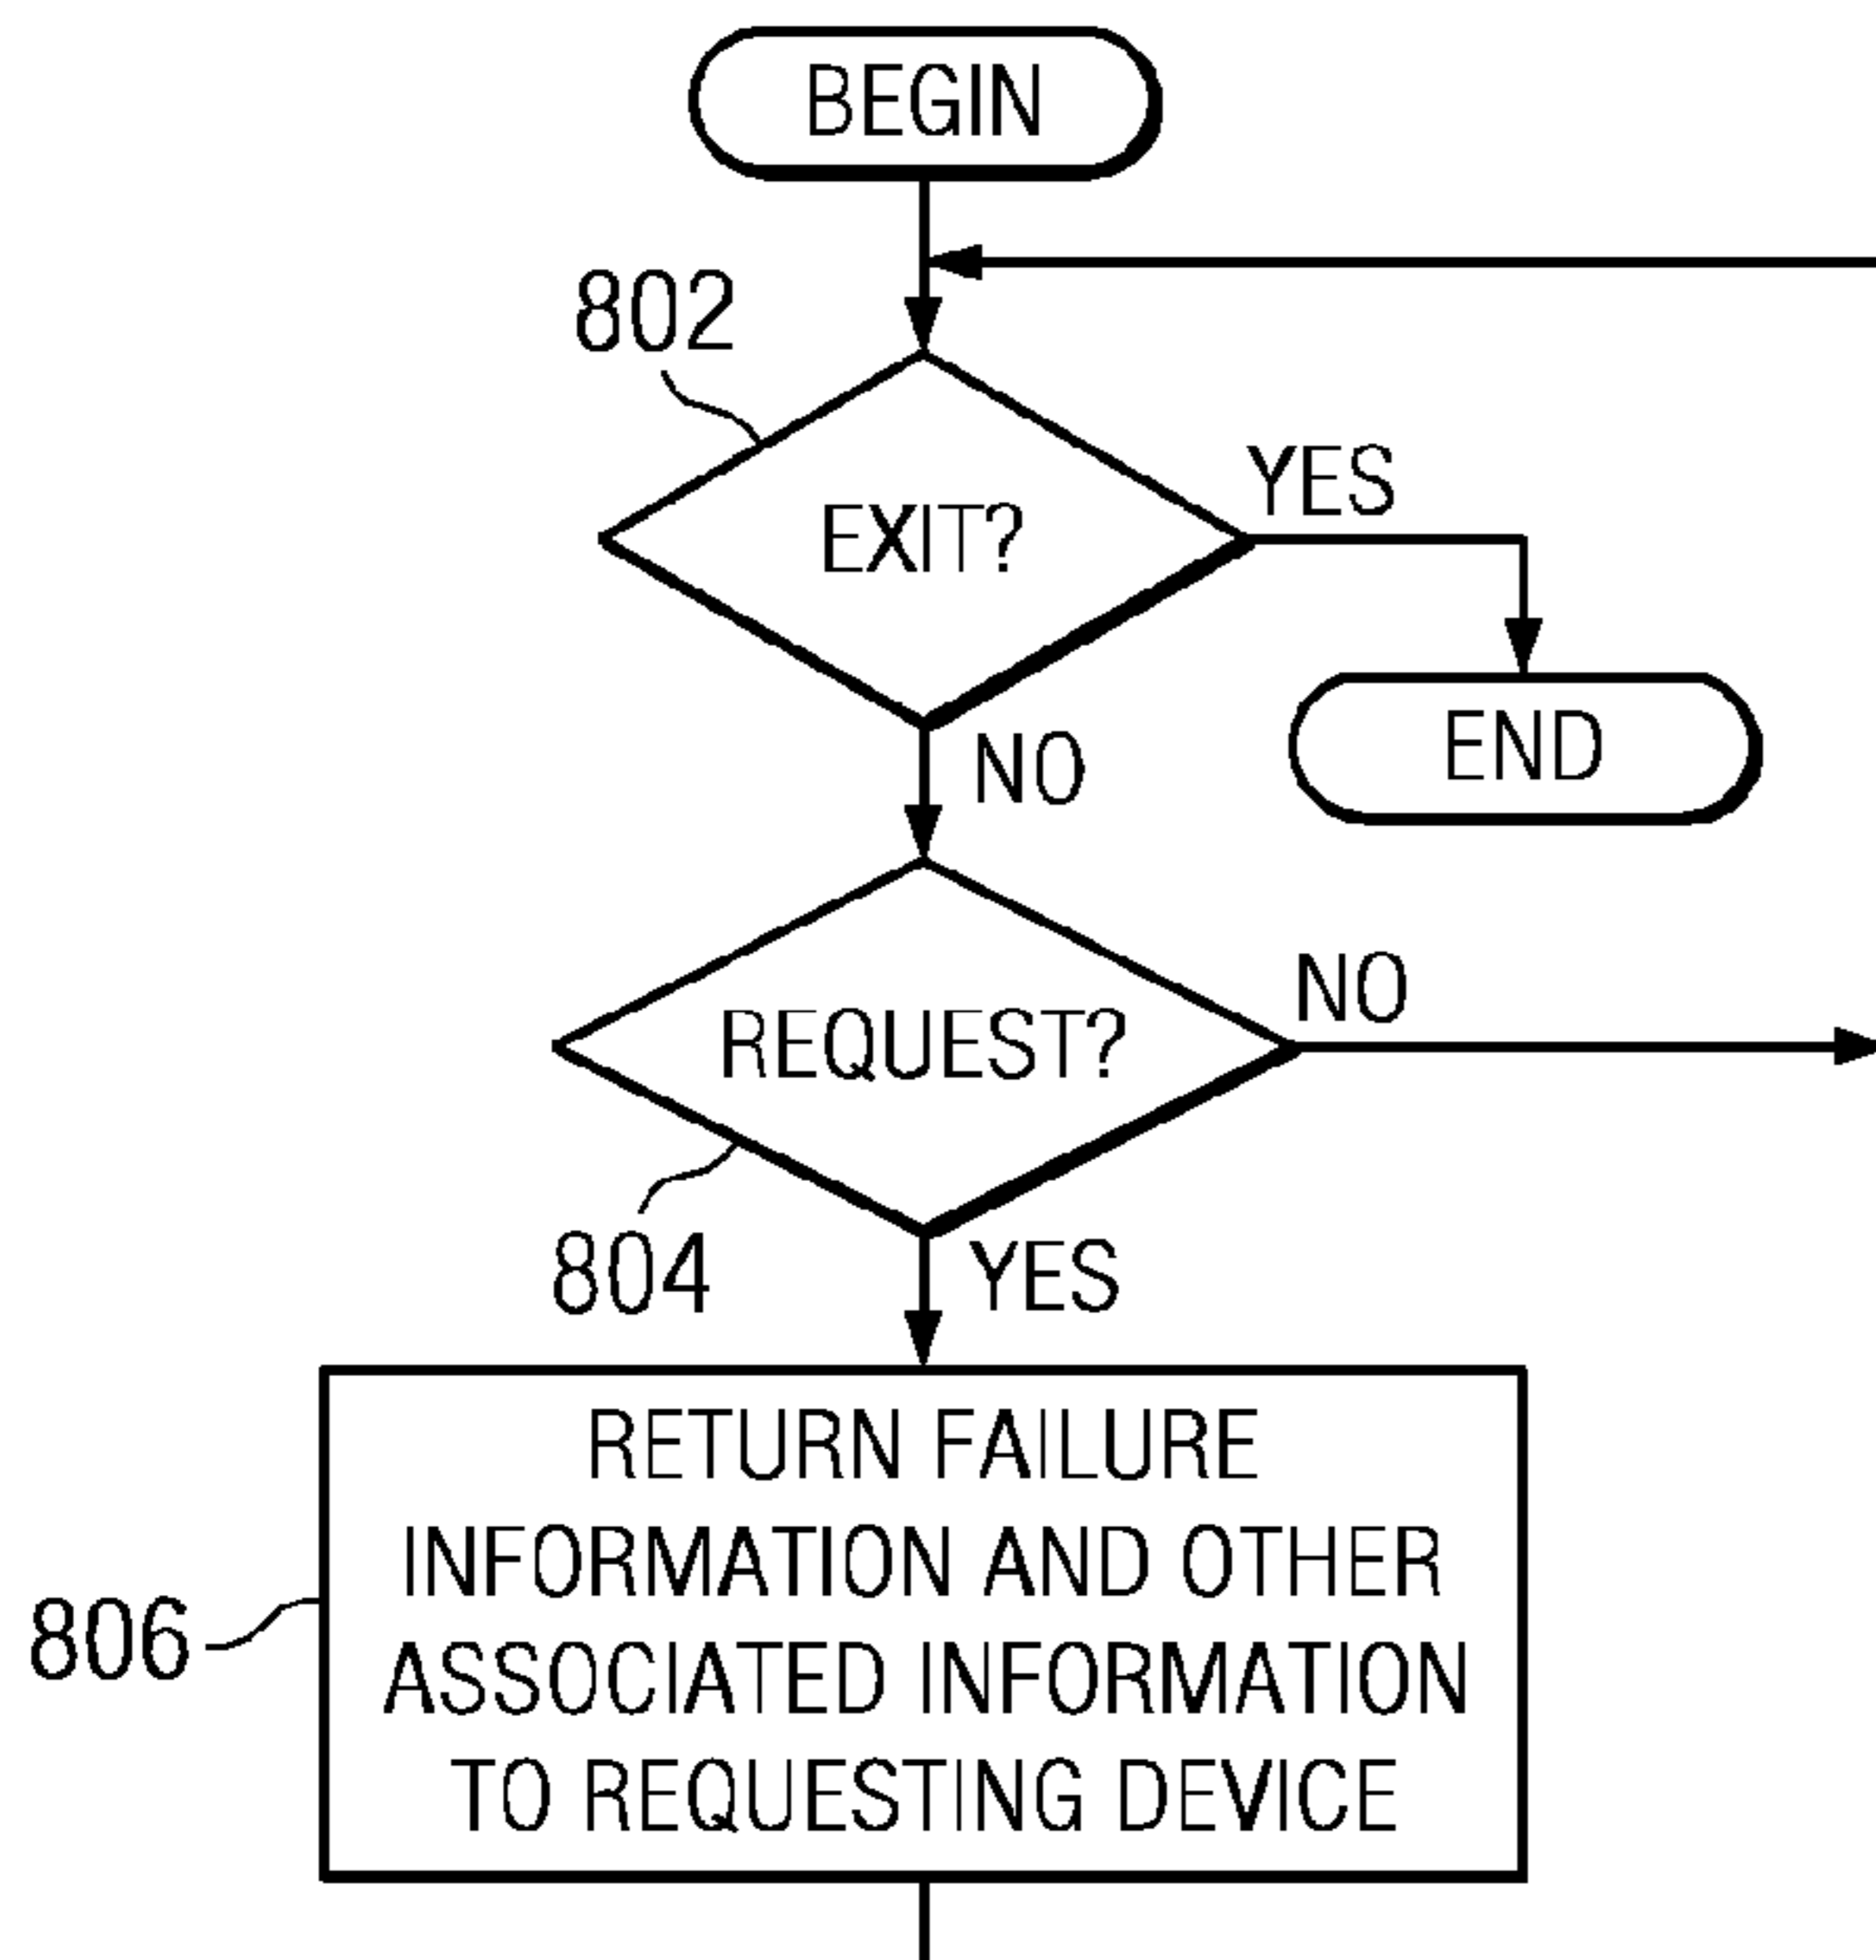 BEGIN
802
EXIT?
YES
END
NO
REQUEST?
NO
804
YES
RETURN FAILURE
INFORMATION AND OTHER
ASSOCIATED INFORMATION
TO REQUESTING DEVICE
806